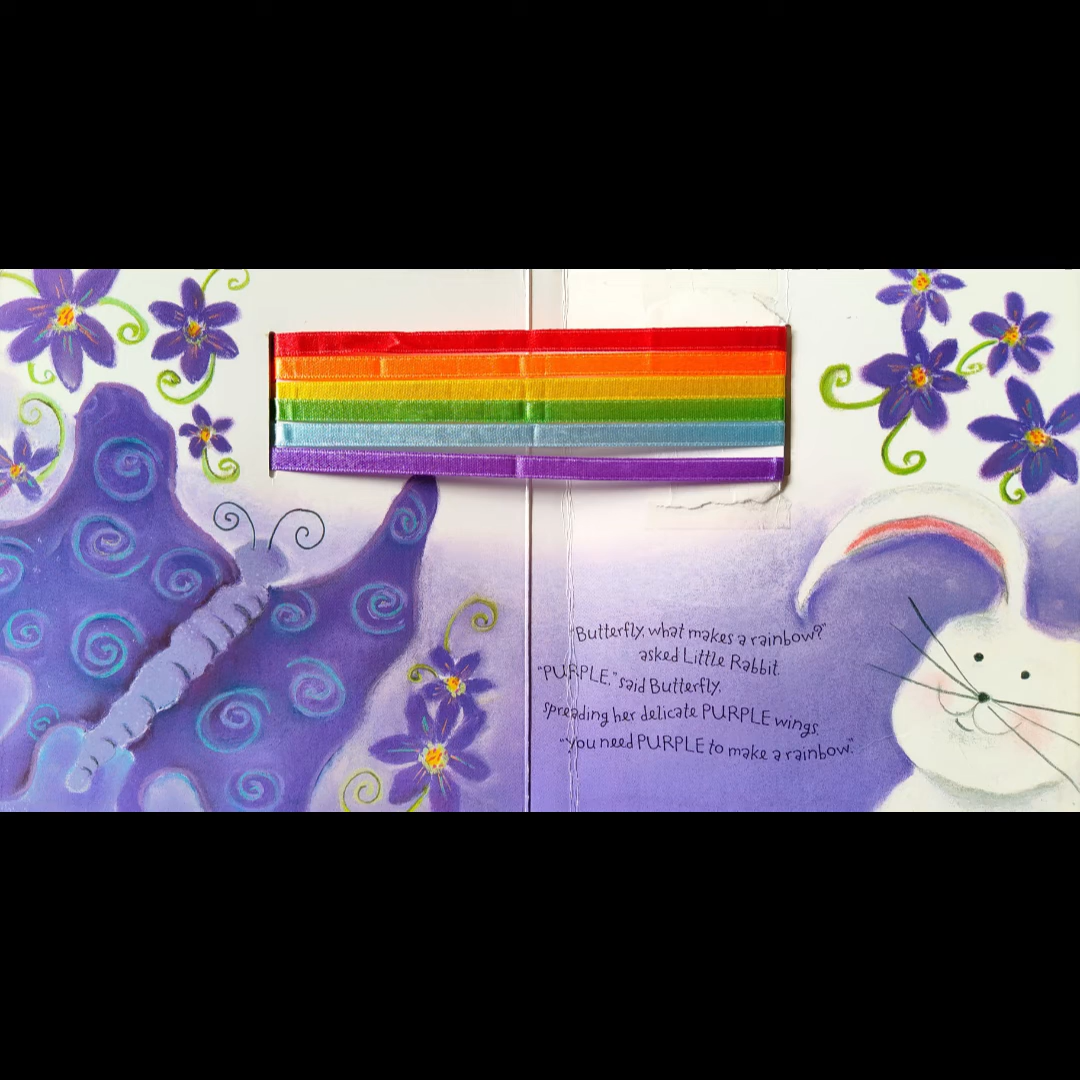 "Butterfly, what makes a rainbow?"
asked Little Rabbit.
"PURPLE," said Butterfly,
spreading her delicate PURPLE wings.
"You need PURPLE to make a rainbow."